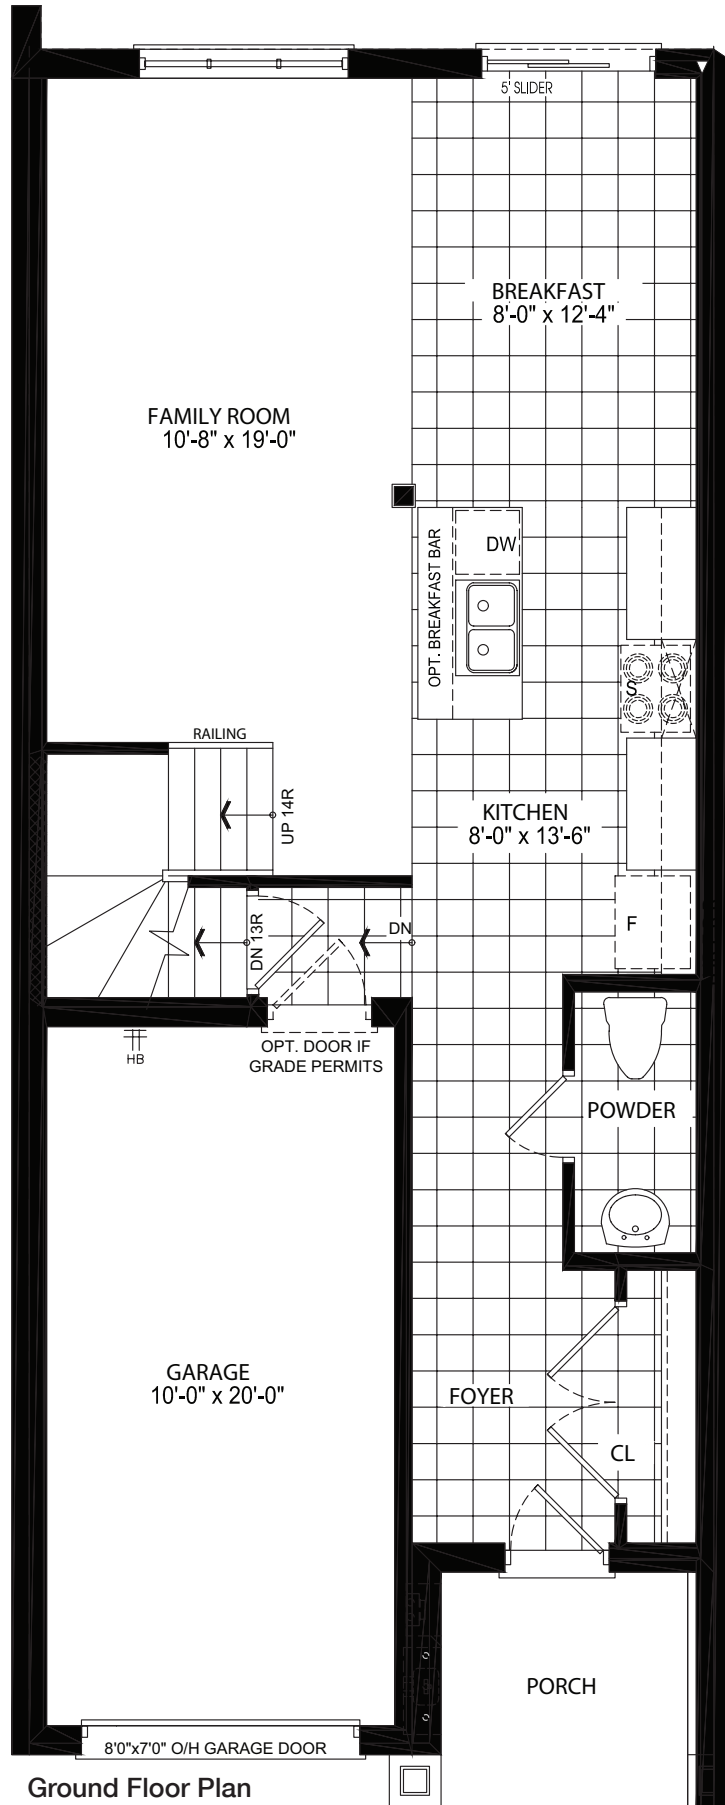 5' SLIDER
BREAKFAST
8'-0" x 12'-4"
FAMILY ROOM
10'-8" x 19'-0"
DW
OPT. BREAKFAST BAR
S
RAILING
UP 14R
KITCHEN
8'-0" x 13'-6"
F
DN
DN 13R
OPT. DOOR IF
GRADE PERMITS
HB
POWDER
GARAGE
10'-0" x 20'-0"
FOYER
CL
PORCH
8'0"x7'0" O/H GARAGE DOOR
Ground Floor Plan